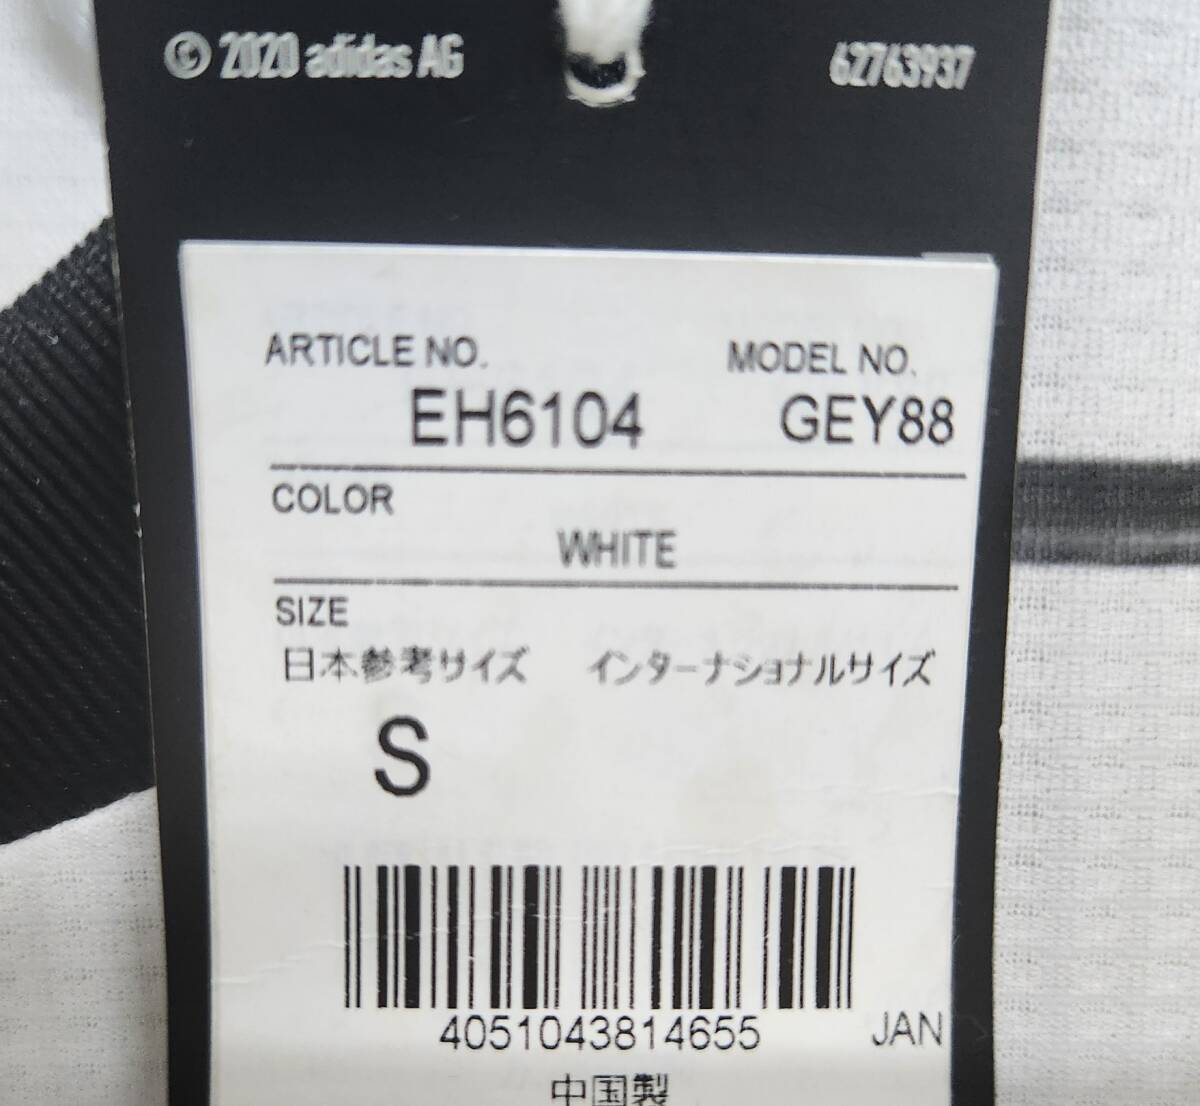 © 2020 adidas AG 62763937
ARTICLE NO. MODEL NO.
EH6104 GEY88
COLOR
WHITE
SIZE
日本参考サイズ インターナショナルサイズ
S
4051043814655 JAN
中国製